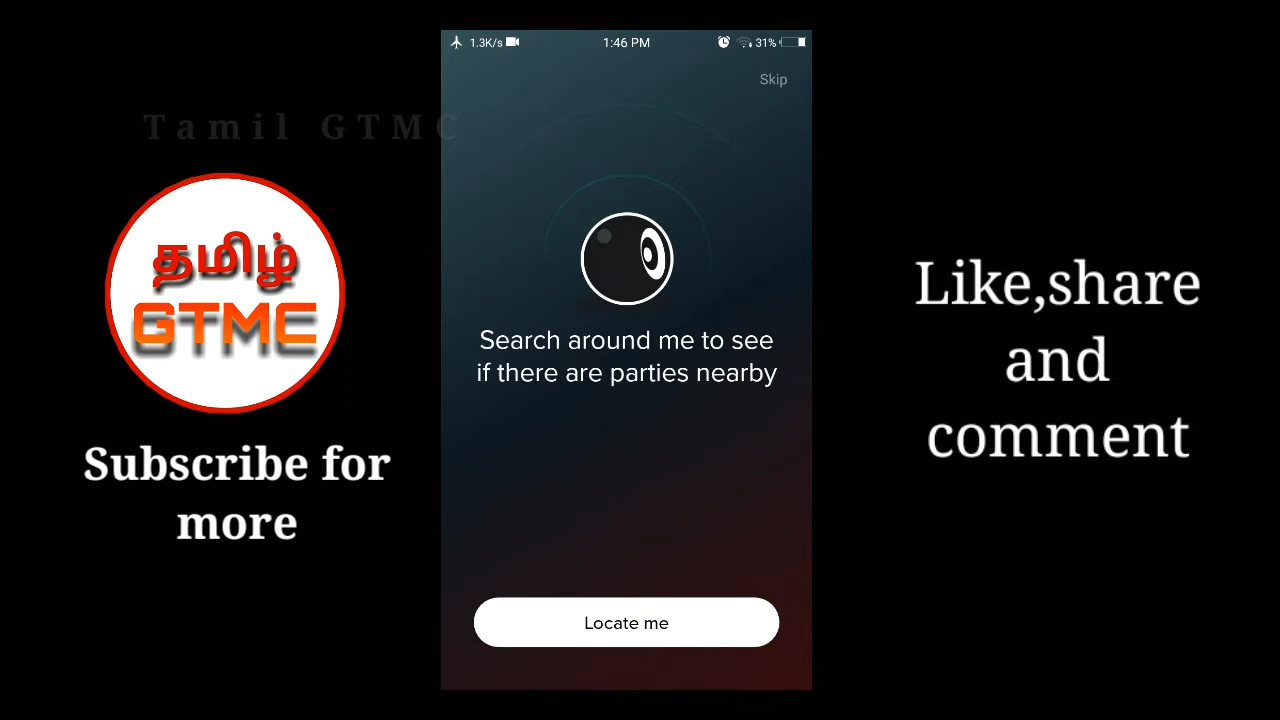 1.3K/s
1:46 PM
31%
Skip
Tamil GTMC
தமிழ்
GTMC
Subscribe for
more
Search around me to see
if there are parties nearby
Locate me
Like,share
and
comment